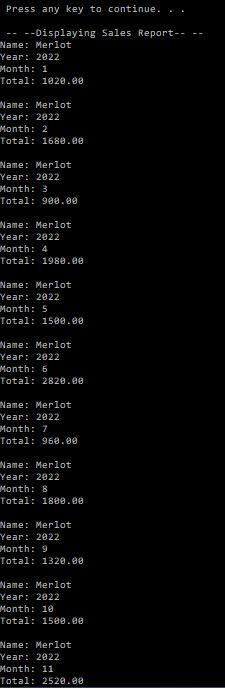 Press any key to continue. . .
-- --Displaying Sales Report-- --
Name: Merlot
Year: 2022
Month: 1
Total: 1020.00
Name: Merlot
Year: 2022
Month: 2
Total: 1680.00
Name: Merlot
Year: 2022
Month: 3
Total: 900.00
Name: Merlot
Year: 2022
Month: 4
Total: 1980.00
Name: Merlot
Year: 2022
Month: 5
Total: 1500.00
Name: Merlot
Year: 2022
Month: 6
Total: 2820.00
Name: Merlot
Year: 2022
Month: 7
Total: 960.00
Name: Merlot
Year: 2022
Month: 8
Total: 1800.00
Name: Merlot
Year: 2022
Month: 9
Total: 1320.00
Name: Merlot
Year: 2022
Month: 10
Total: 1500.00
Name: Merlot
Year: 2022
Month: 11
Total: 2520.00